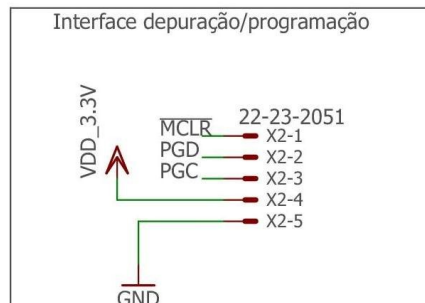 Interface depuração/programação
VDD_3.3V
22-23-2051
MCLR X2-1
PGD X2-2
PGC X2-3
X2-4
X2-5
GND